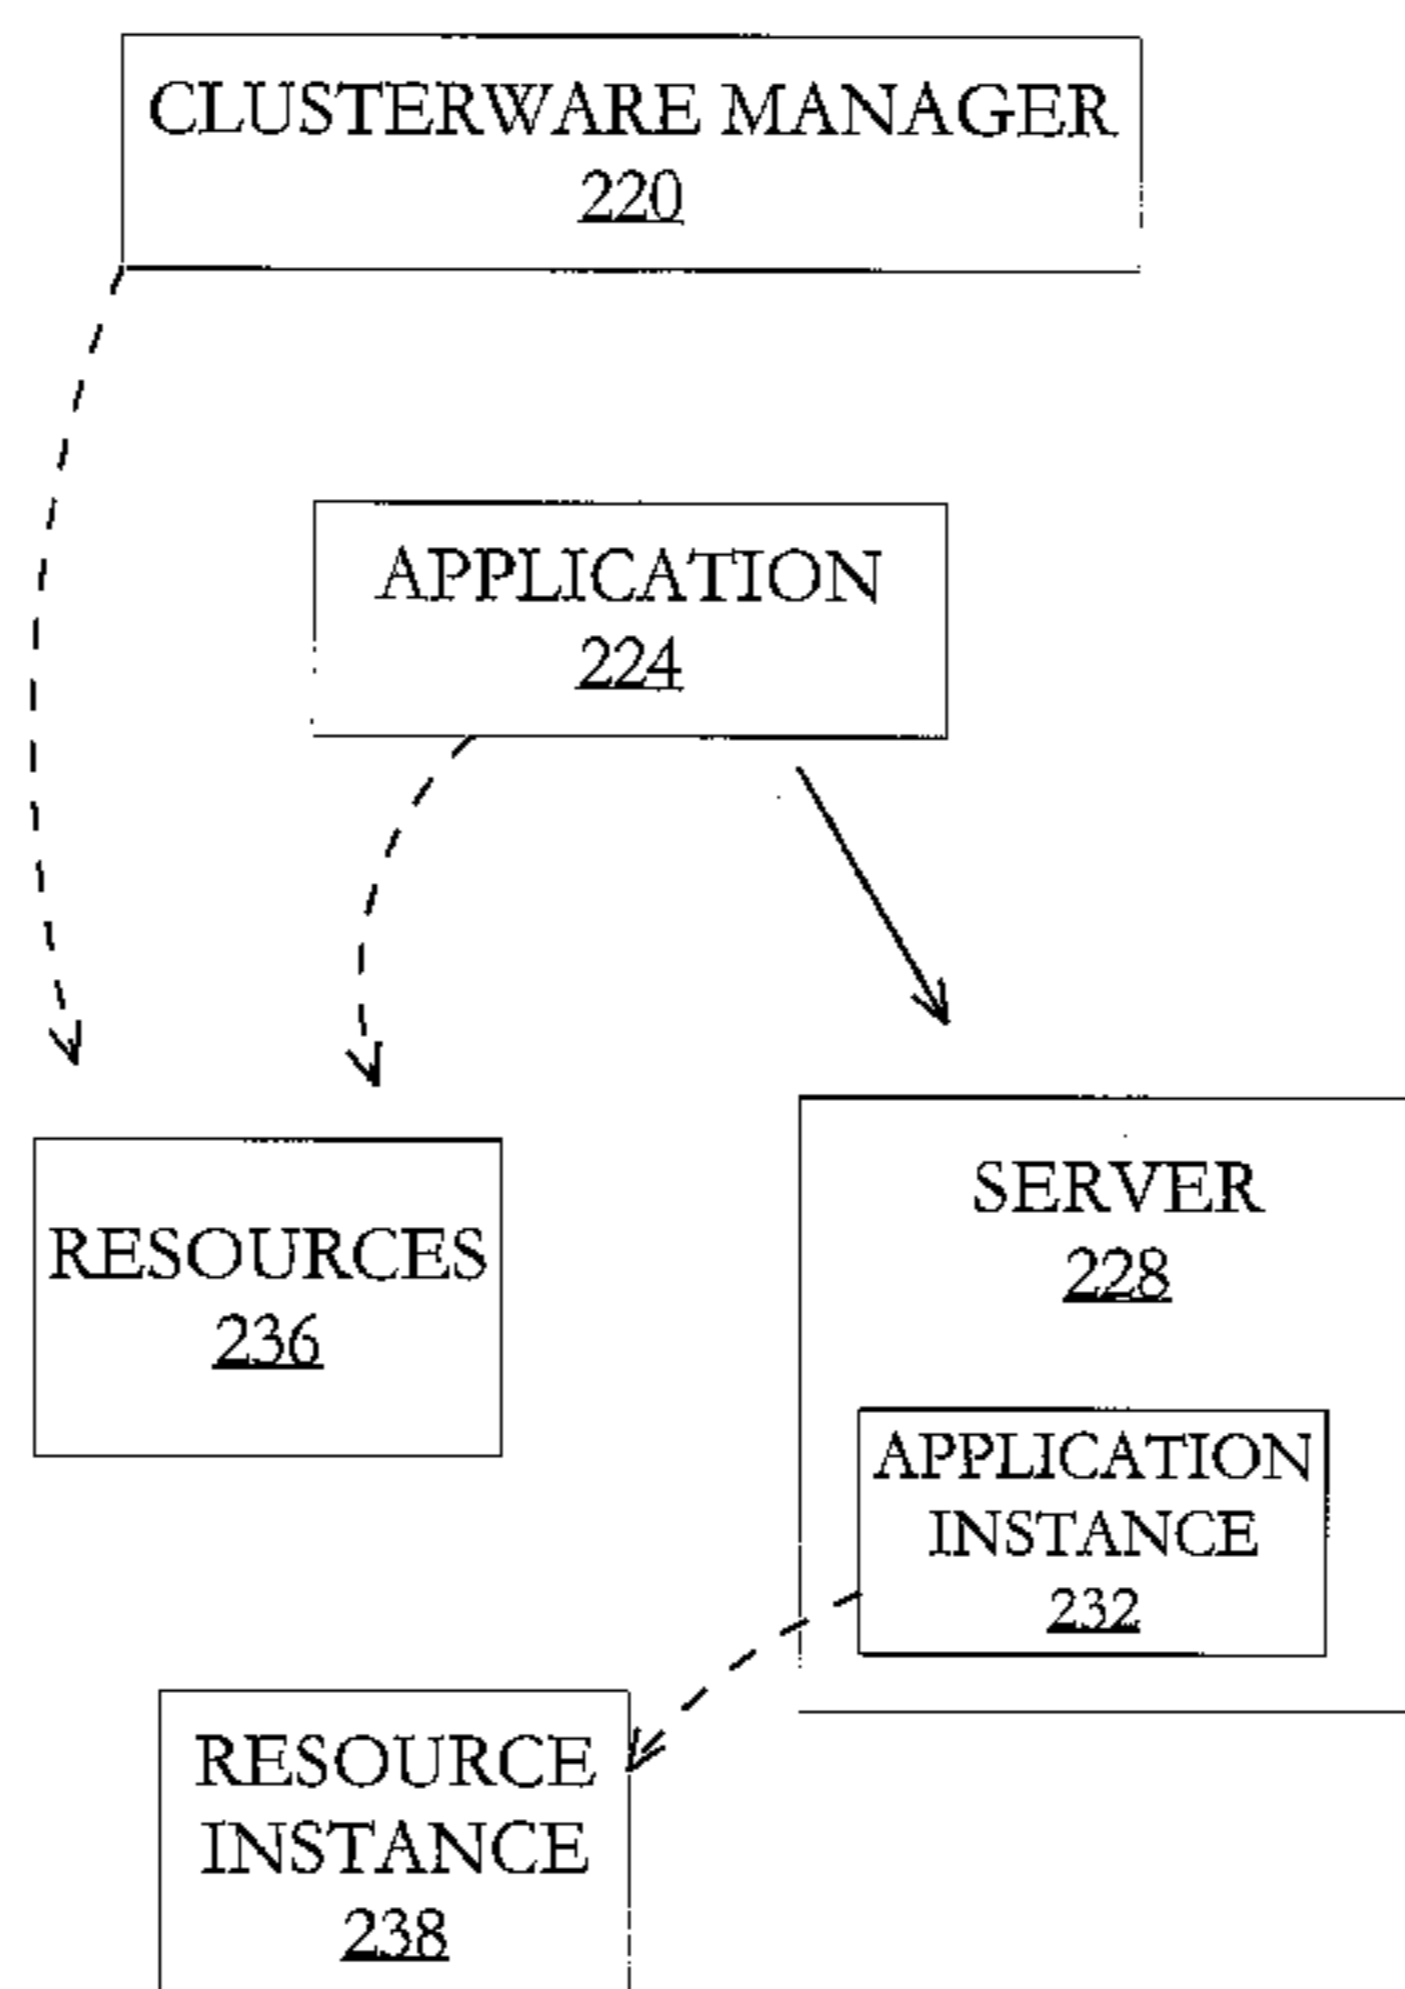 CLUSTERWARE MANAGER
220
APPLICATION
224
RESOURCES
236
SERVER
228
APPLICATION
INSTANCE
232
RESOURCE
INSTANCE
238